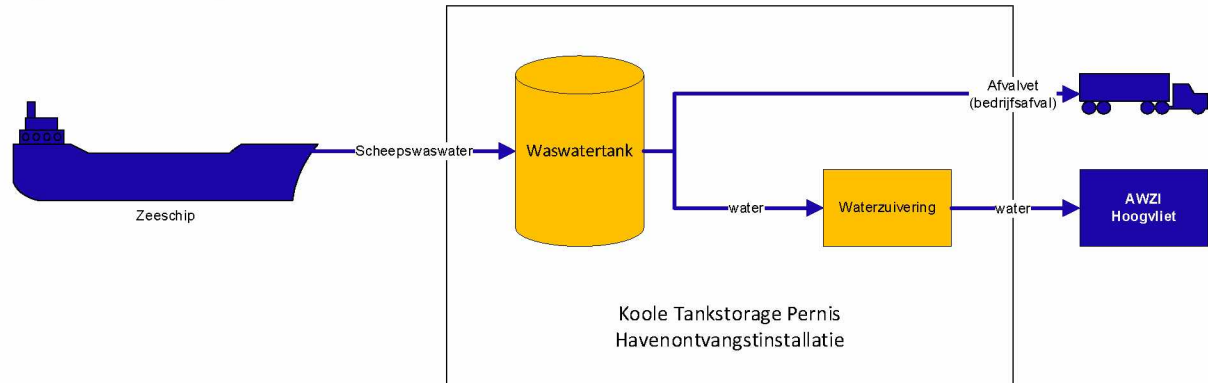 Zeeschip
Scheepswaswater
Waswatertank
Afvalvet
(bedrijfsafval)
water
Waterzuivering
water
AWZI
Hoogvliet
Koole Tankstorage Pernis
Havenontvangstinstallatie